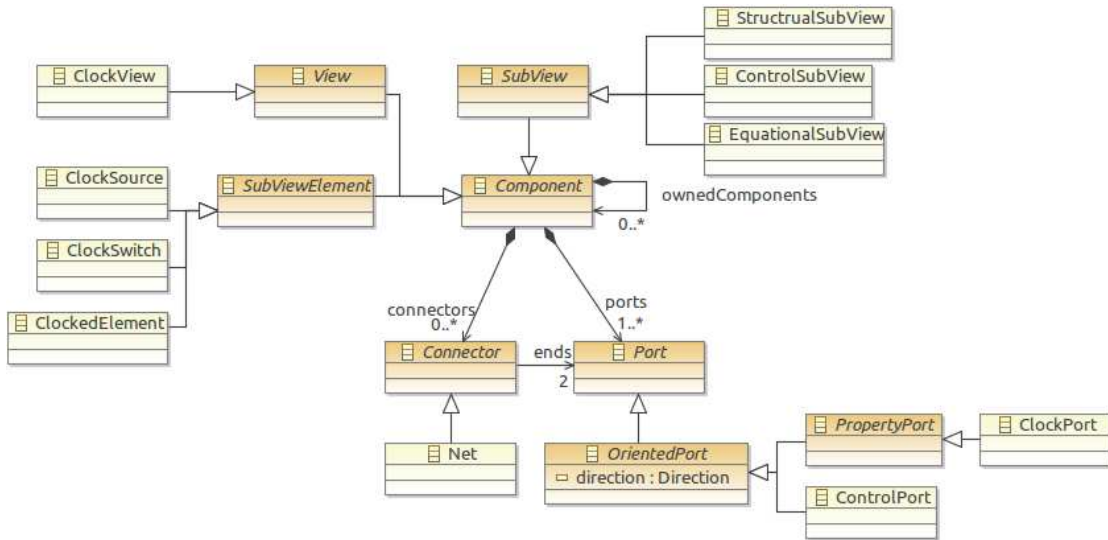 StructrualSubView
ClockView
View
SubView
ControlSubView
EquationalSubView
ClockSource
SubViewElement
Component
ownedComponents
0..*
ClockSwitch
ClockedElement
connectors
0..*
ports
1..*
Connector
ends
2
Port
PropertyPort
ClockPort
Net
OrientedPort
direction : Direction
ControlPort